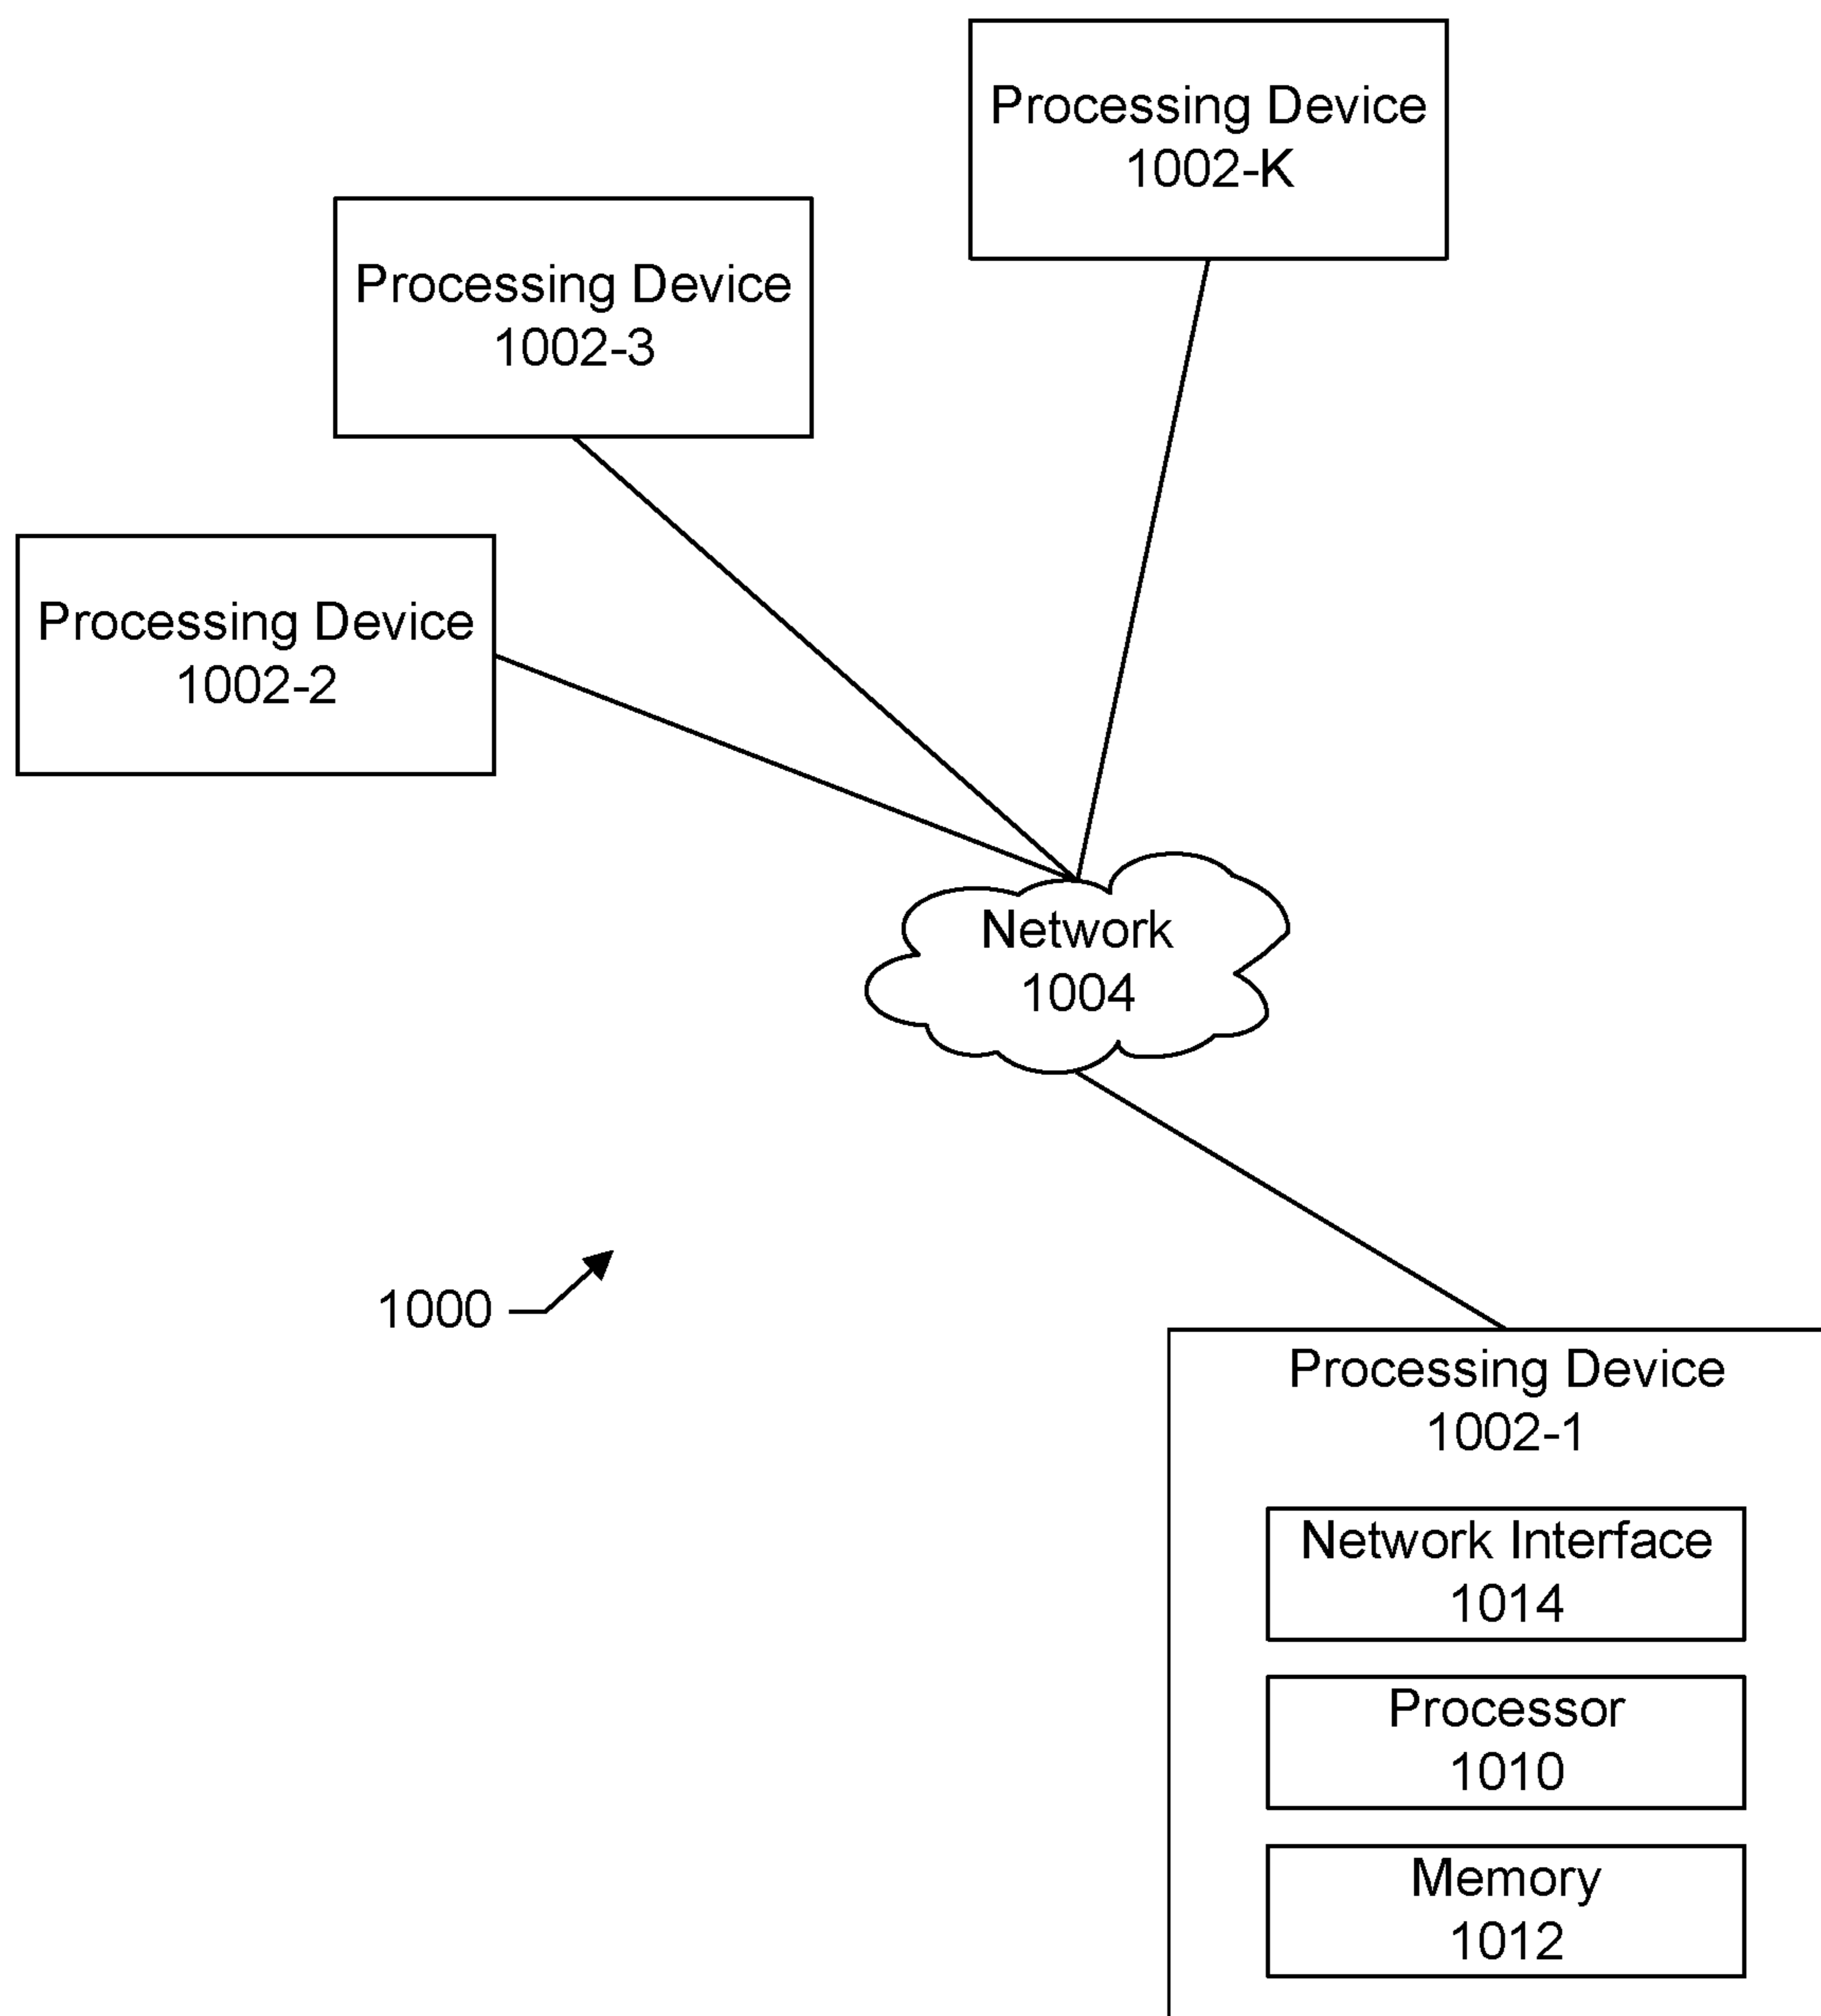 Processing Device
1002-K
Processing Device
1002-3
Processing Device
1002-2
Network
1004
1000
Processing Device
1002-1
Network Interface
1014
Processor
1010
Memory
1012